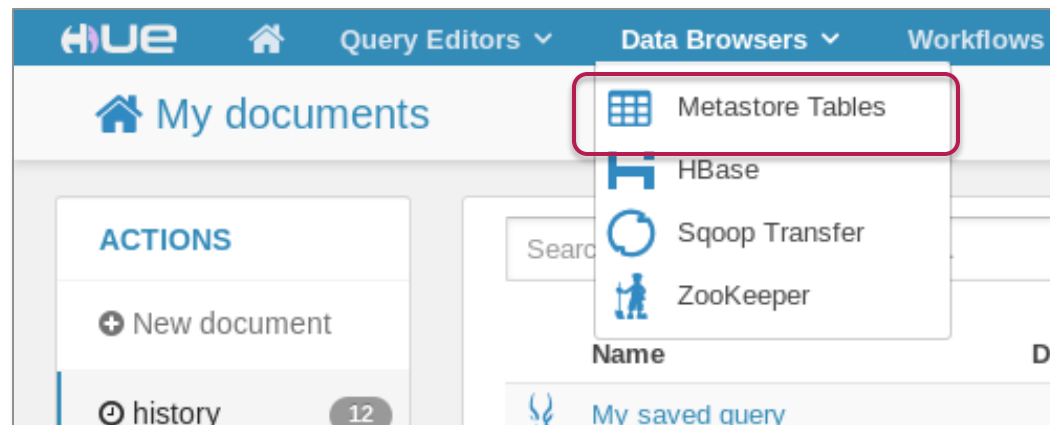 HUE Query Editors Data Browsers Workflows
My documents
Metastore Tables
HBase
Sqoop Transfer
ZooKeeper
ACTIONS
New document
history 12
Name
My saved query